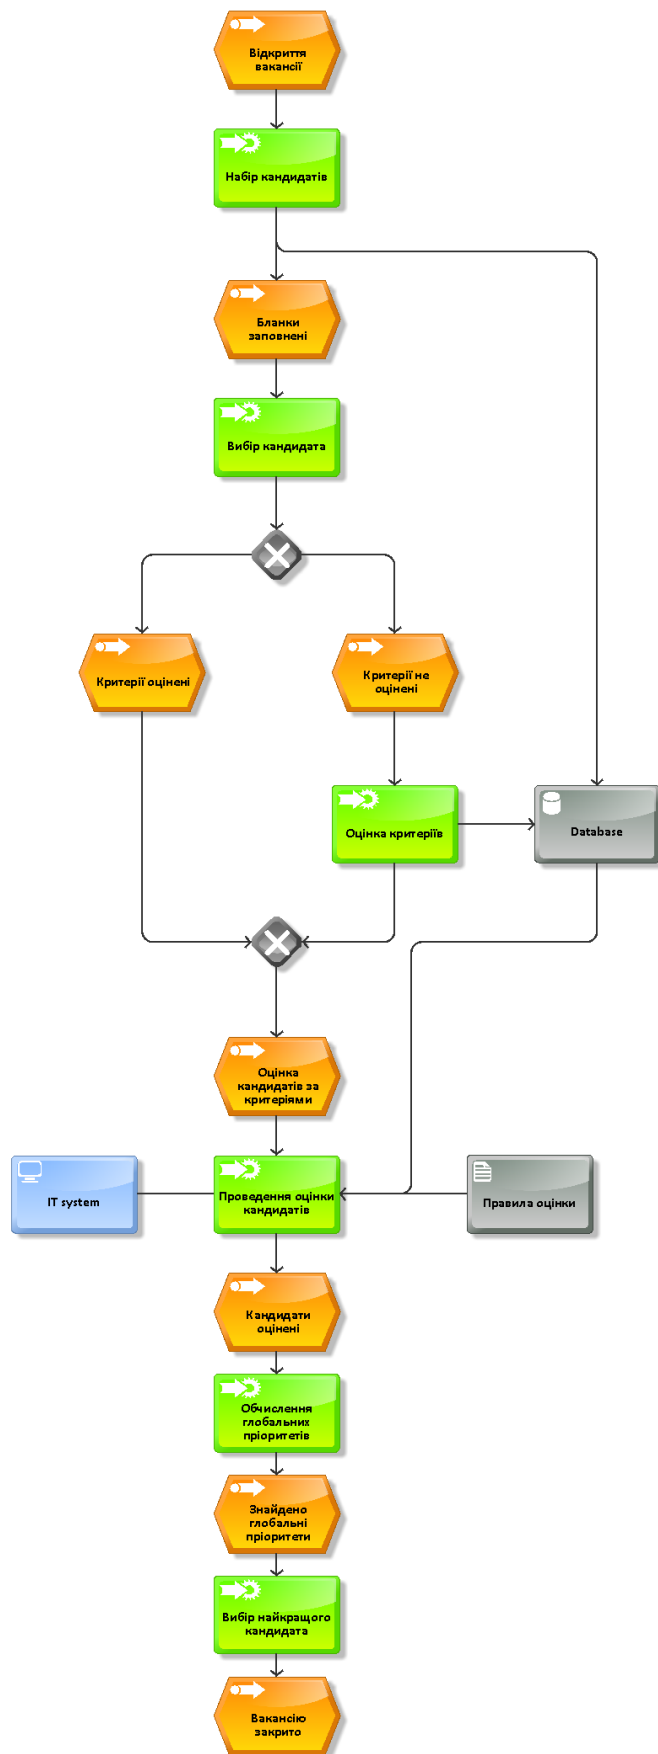 Відкриття
вакансії
Набір кандидатів
Бланки
заповнені
Вибір кандидата
Критерії оцінені
Критерії не
оцінені
Оцінка критеріїв
Database
Оцінка
кандидатів за
критеріями
IT system
Проведення оцінки
кандидатів
Правила оцінки
Кандидати
оцінені
Обчислення
глобальних
пріоритетів
Знайдено
глобальні
пріоритети
Вибір найкращого
кандидата
Вакансію
закрито